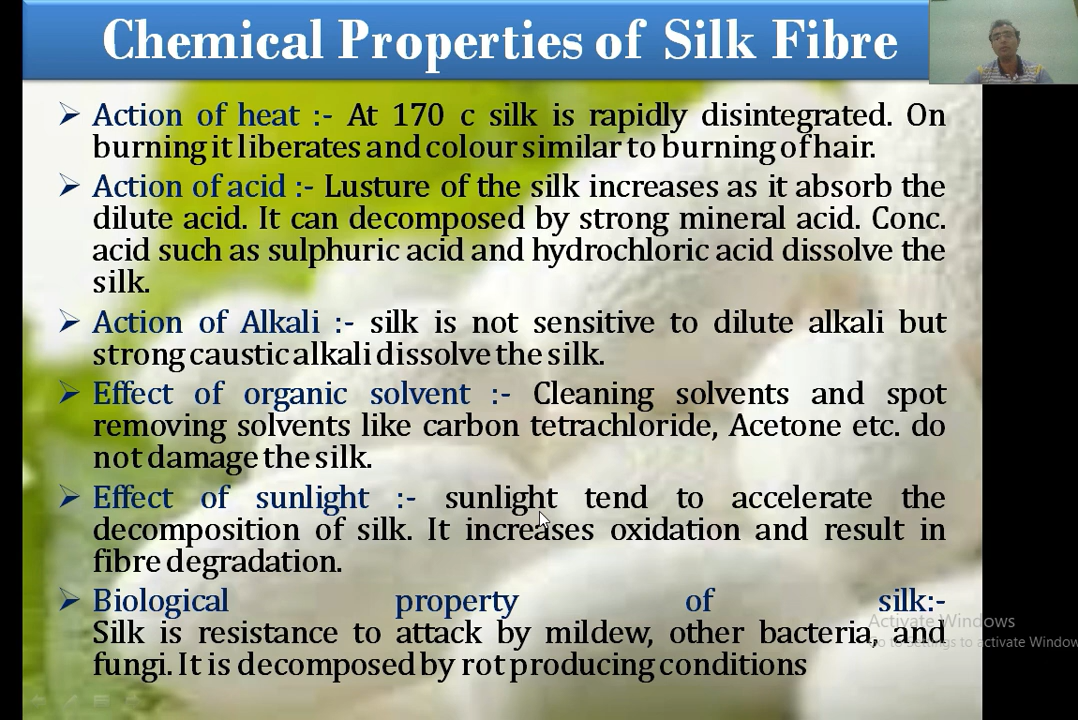 Chemical Properties of Silk Fibre
➢ Action of heat :- At 170 c silk is rapidly disintegrated. On
burning it liberates and colour similar to burning of hair.
➢ Action of acid :- Lusture of the silk increases as it absorb the
dilute acid. It can decomposed by strong mineral acid. Conc.
acid such as sulphuric acid and hydrochloric acid dissolve the
silk.
➢ Action of Alkali :- silk is not sensitive to dilute alkali but
strong caustic alkali dissolve the silk.
➢ Effect of organic solvent :- Cleaning solvents and spot
removing solvents like carbon tetrachloride, Acetone etc. do
not damage the silk.
➢ Effect of sunlight :- sunlight tend to accelerate the
decomposition of silk. It increases oxidation and result in
fibre degradation.
➢ Biological property of silk:-
Activate Windows
Silk is resistance to attack by mildew, other bacteria, and
Go to Settings to activate Window
fungi. It is decomposed by rot producing conditions